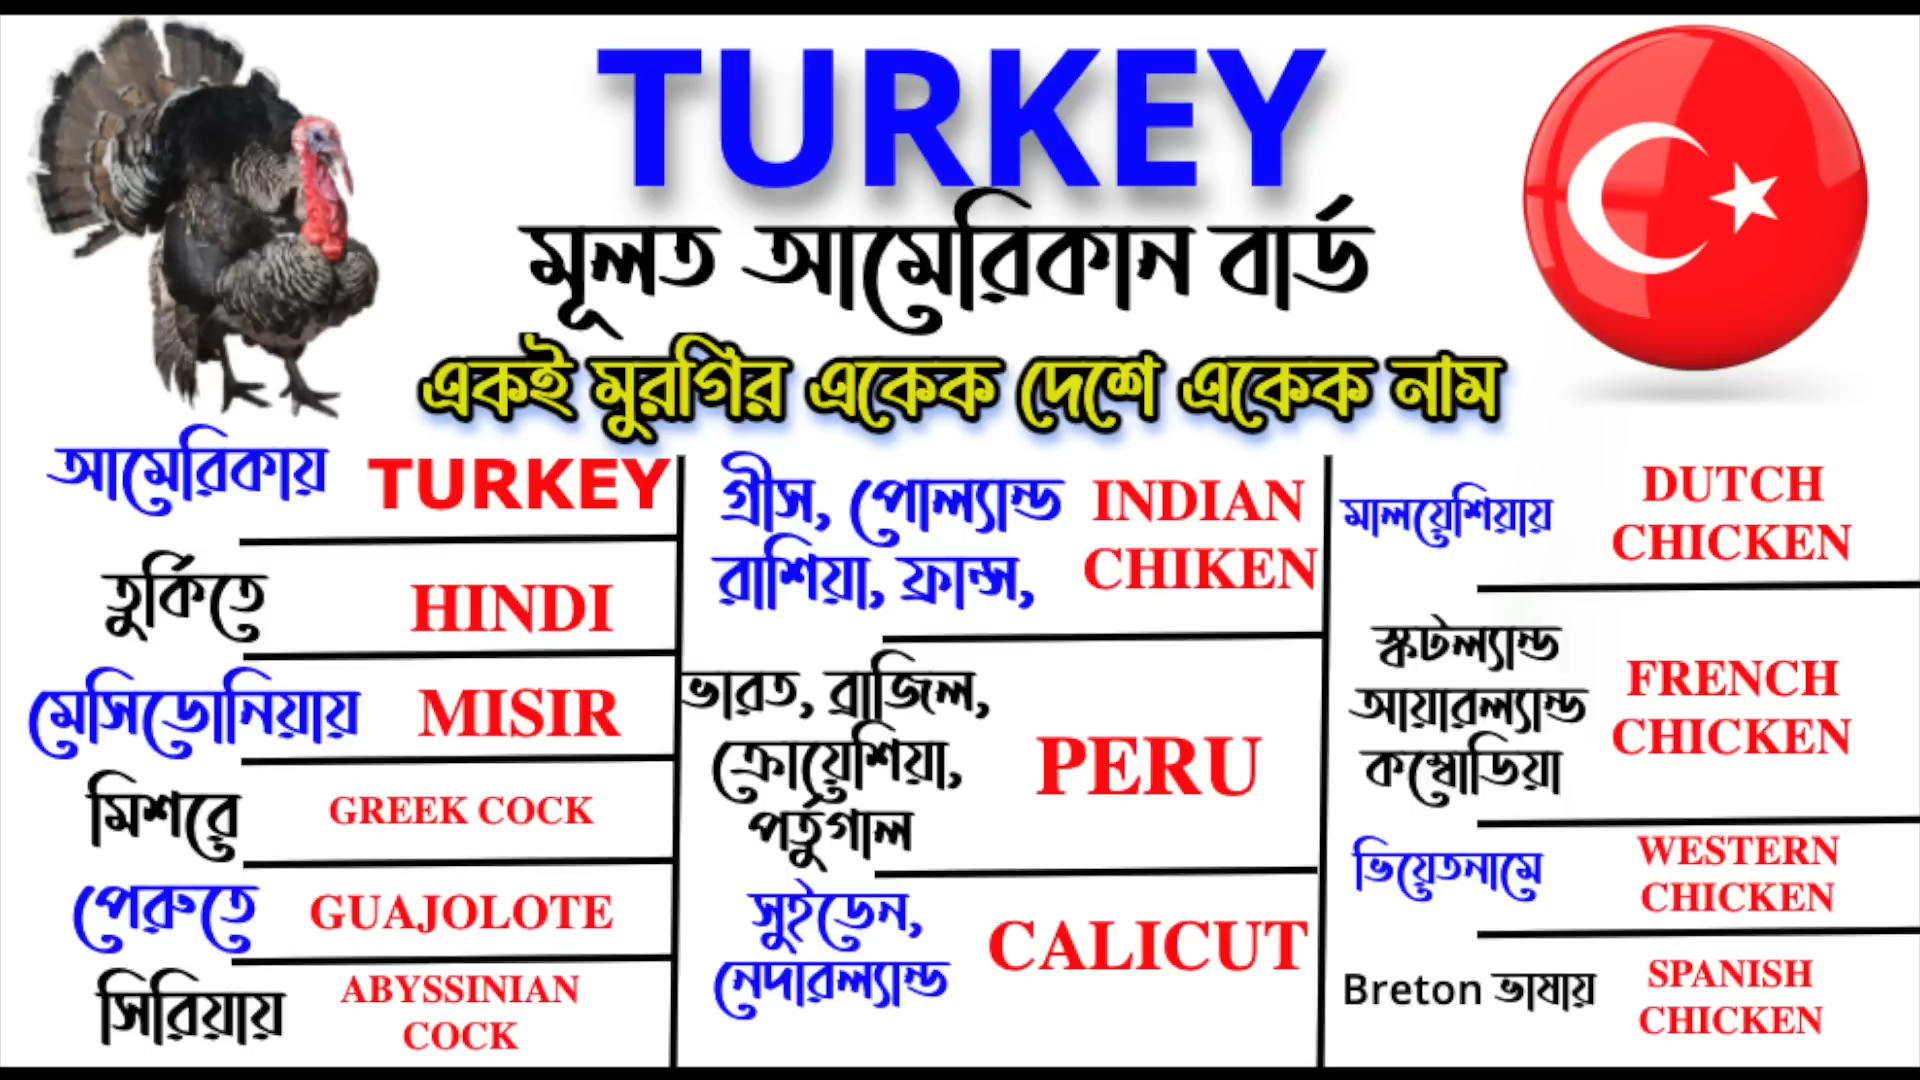 TURKEY
মূলত আমেরিকান বার্ড
একই মুরগির একেক দেশে একেক নাম
আমেরিকায় TURKEY
তুর্কিতে HINDI
মেসিডোনিয়ায় MISIR
মিশরে GREEK COCK
পেরুতে GUAJOLOTE
সিরিয়ায় ABYSSINIAN
COCK
গ্রীস, পোল্যান্ড INDIAN
রাশিয়া, ফ্রান্স, CHIKEN
ভারত, ব্রাজিল,
ক্রোয়েশিয়া, PERU
পর্তুগাল
সুইডেন,
নেদারল্যান্ড CALICUT
মালয়েশিয়ায় DUTCH
CHICKEN
স্কটল্যান্ড
আয়ারল্যান্ড FRENCH
কম্বোডিয়া CHICKEN
ভিয়েতনামে WESTERN
CHICKEN
Breton ভাষায় SPANISH
CHICKEN